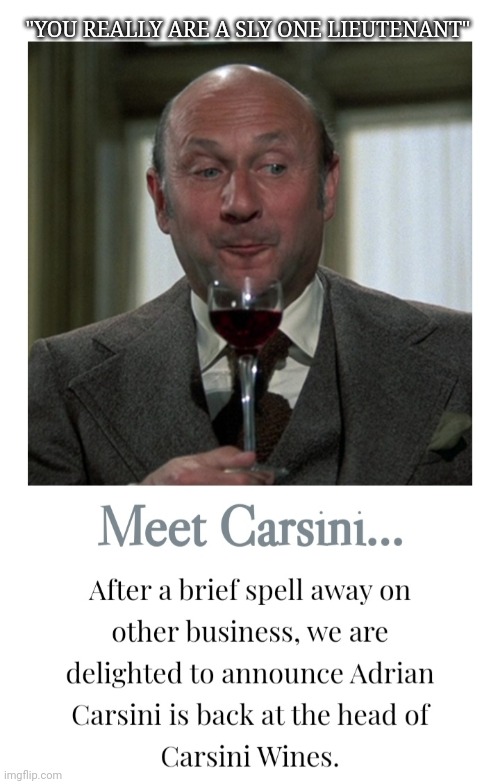 "YOU REALLY ARE A SLY ONE LIEUTENANT"
Meet Carsini...
After a brief spell away on
other business, we are
delighted to announce Adrian
Carsini is back at the head of
Carsini Wines.
imgflip.com